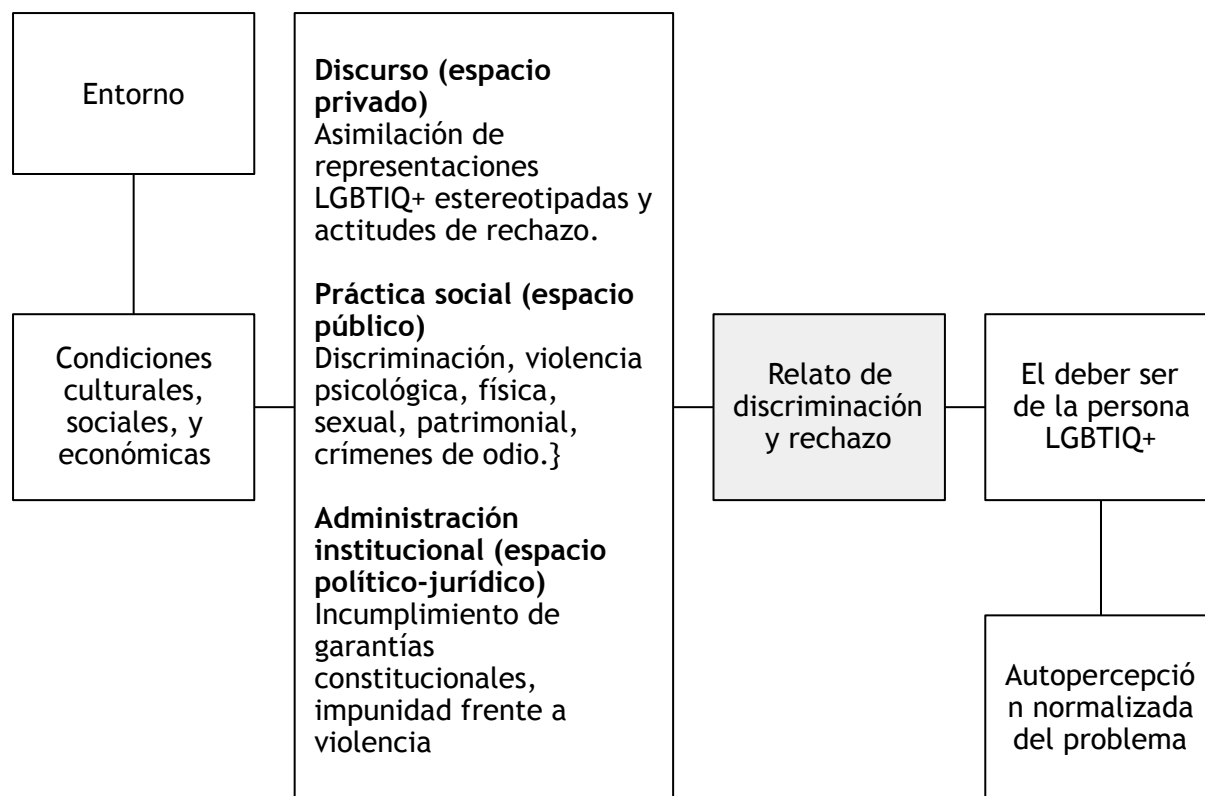 Entorno
Condiciones
culturales,
sociales, y
económicas
Discurso (espacio
privado)
Asimilación de
representaciones
LGBTIQ+ estereotipadas y
actitudes de rechazo.
Práctica social (espacio
público)
Discriminación, violencia
psicológica, física,
sexual, patrimonial,
crímenes de odio.}
Administración
institucional (espacio
político-jurídico)
Incumplimiento de
garantías
constitucionales,
impunidad frente a
violencia
Relato de
discriminación
y rechazo
El deber ser
de la persona
LGBTIQ+
Autopercepció
n normalizada
del problema